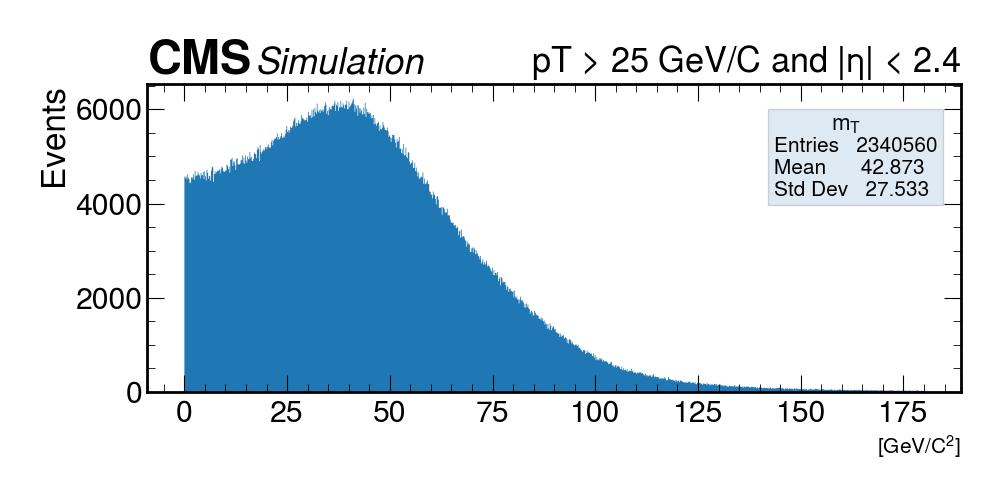 CMS Simulation pT > 25 GeV/C and |η| < 2.4
Events
6000
4000
2000
0
m_T
Entries 2340560
Mean 42.873
Std Dev 27.533
0 25 50 75 100 125 150 175
[GeV/C²]